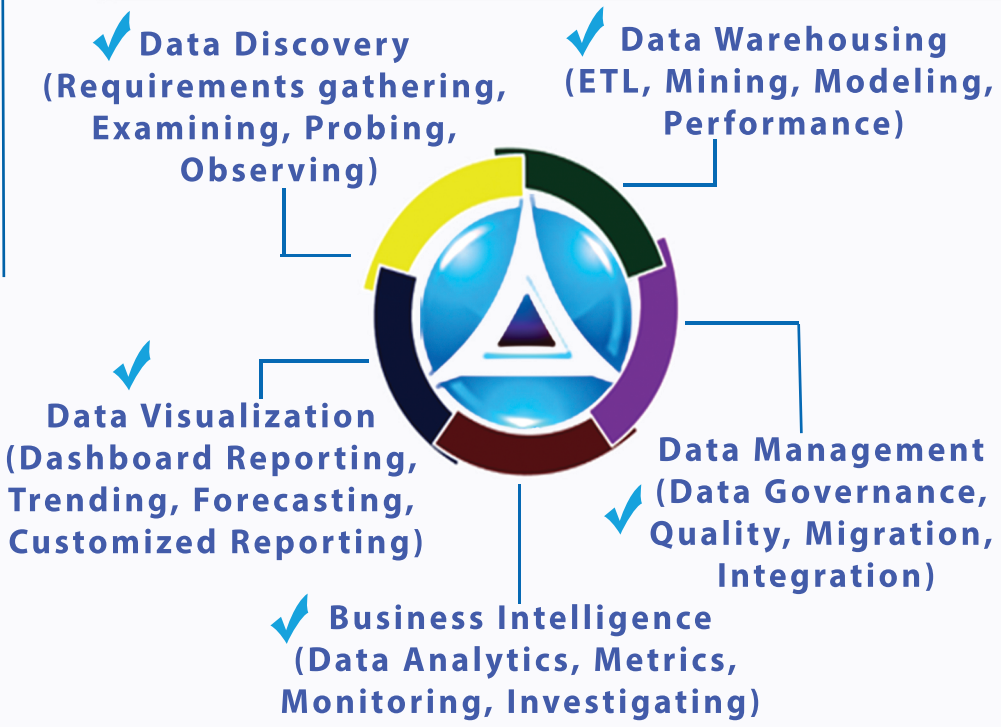 Data Discovery
(Requirements gathering,
Examining, Probing,
Observing)
Data Warehousing
(ETL, Mining, Modeling,
Performance)
Data Visualization
(Dashboard Reporting,
Trending, Forecasting,
Customized Reporting)
Data Management
(Data Governance,
Quality, Migration,
Integration)
Business Intelligence
(Data Analytics, Metrics,
Monitoring, Investigating)